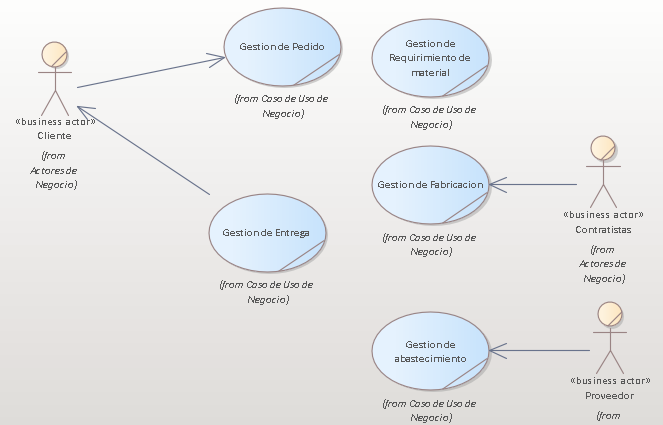 Gestion de Pedido
(from Caso de Uso de
Negocio)
Gestion de
Requirimiento de
material
(from Caso de Uso de
Negocio)
«business actor»
Cliente
(from
Actores de
Negocio)
Gestion de Fabricacion
(from Caso de Uso de
Negocio)
«business actor»
Contratistas
(from
Actores de
Negocio)
Gestion de Entrega
(from Caso de Uso de
Negocio)
Gestion de
abastecimiento
(from Caso de Uso de
Negocio)
«business actor»
Proveedor
(from